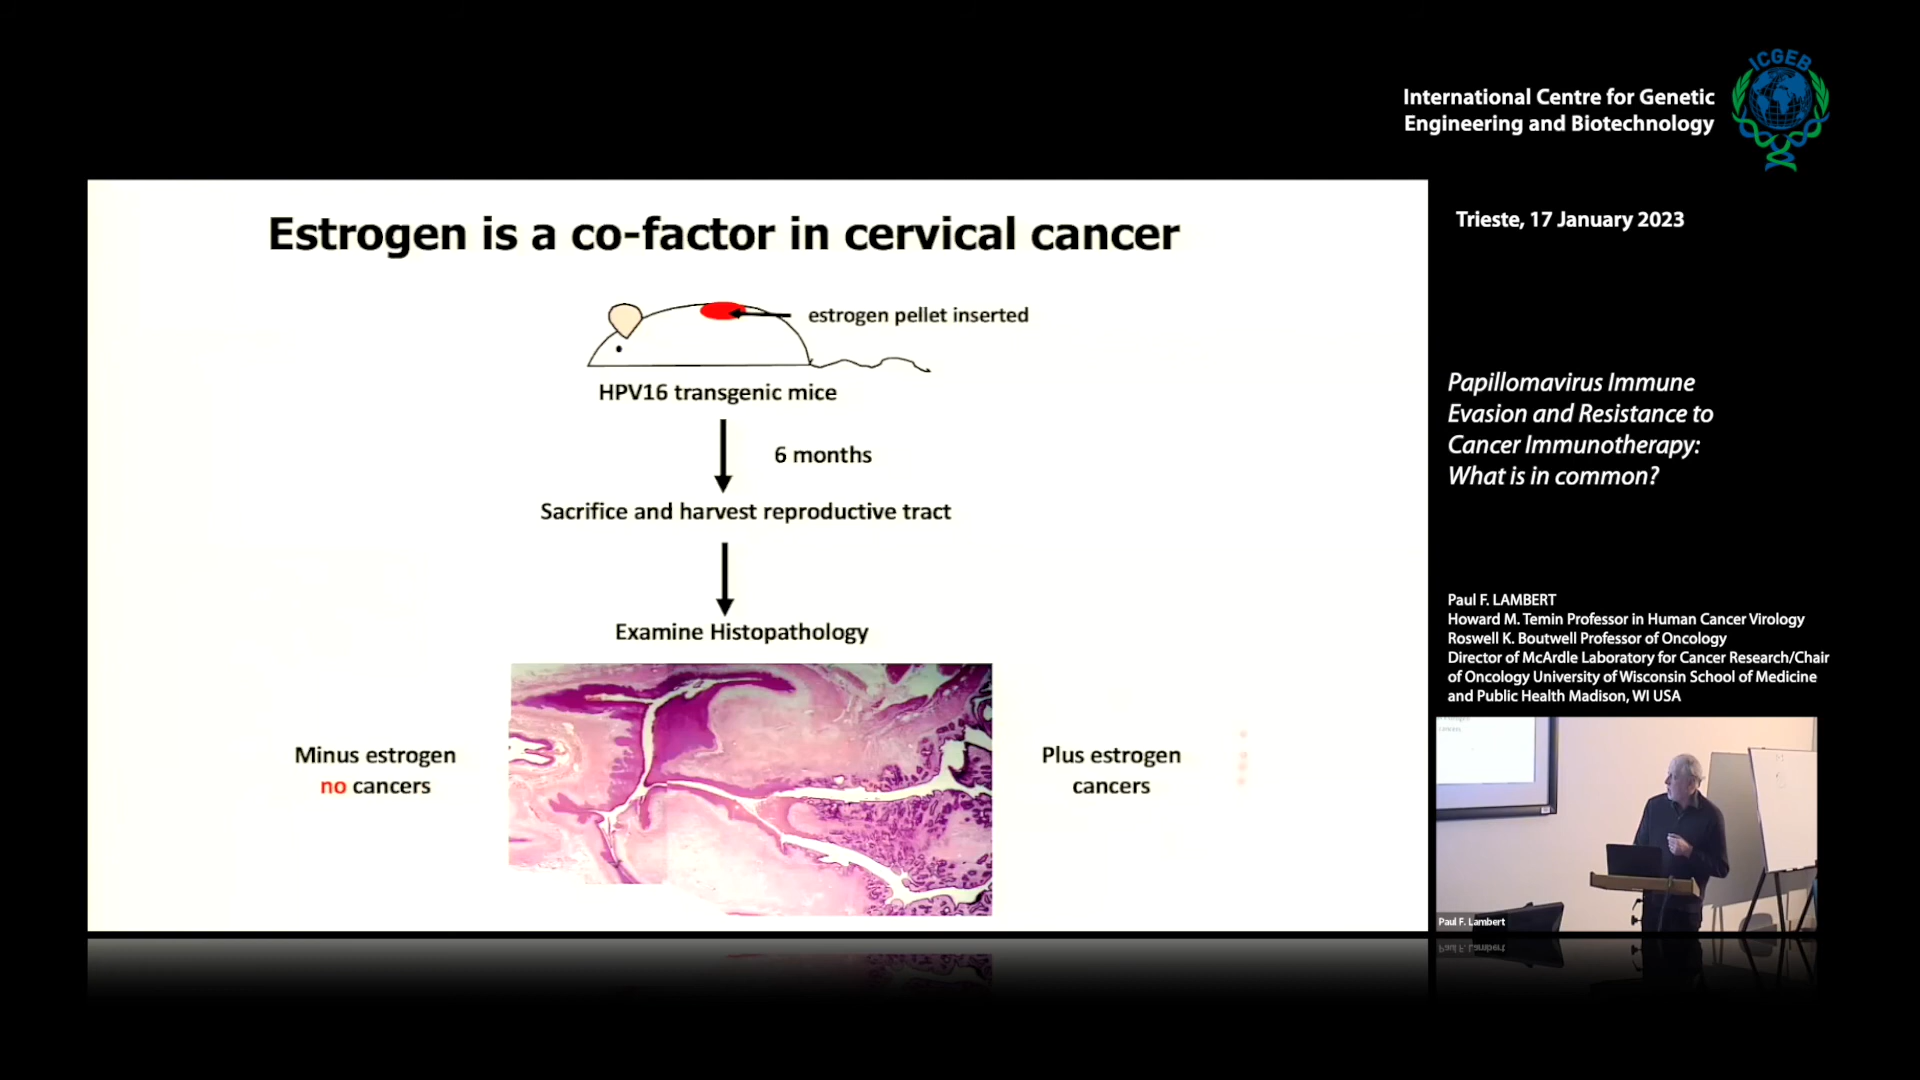 ICGEB
International Centre for Genetic
Engineering and Biotechnology
Trieste, 17 January 2023
Estrogen is a co-factor in cervical cancer
estrogen pellet inserted
HPV16 transgenic mice
6 months
Sacrifice and harvest reproductive tract
Examine Histopathology
Minus estrogen
no cancers
Plus estrogen
cancers
Papillomavirus Immune
Evasion and Resistance to
Cancer Immunotherapy:
What is in common?
Paul F. LAMBERT
Howard M. Temin Professor in Human Cancer Virology
Roswell K. Boutwell Professor of Oncology
Director of McArdle Laboratory for Cancer Research/Chair
of Oncology University of Wisconsin School of Medicine
and Public Health Madison, WI USA
Paul F. Lambert